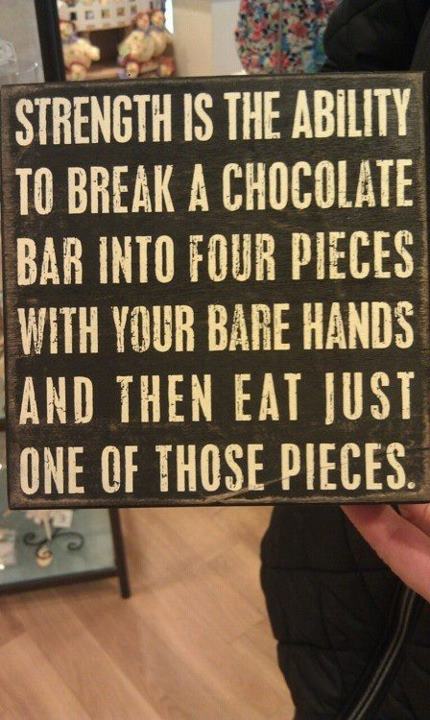 STRENGTH IS THE ABILITY
TO BREAK A CHOCOLATE
BAR INTO FOUR PIECES
WITH YOUR BARE HANDS
AND THEN EAT JUST
ONE OF THOSE PIECES.